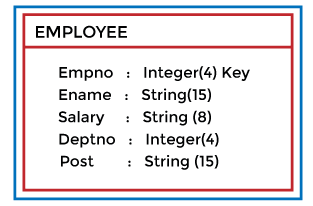 EMPLOYEE
Empno : Integer(4) Key
Ename : String(15)
Salary : String (8)
Deptno : Integer(4)
Post : String (15)